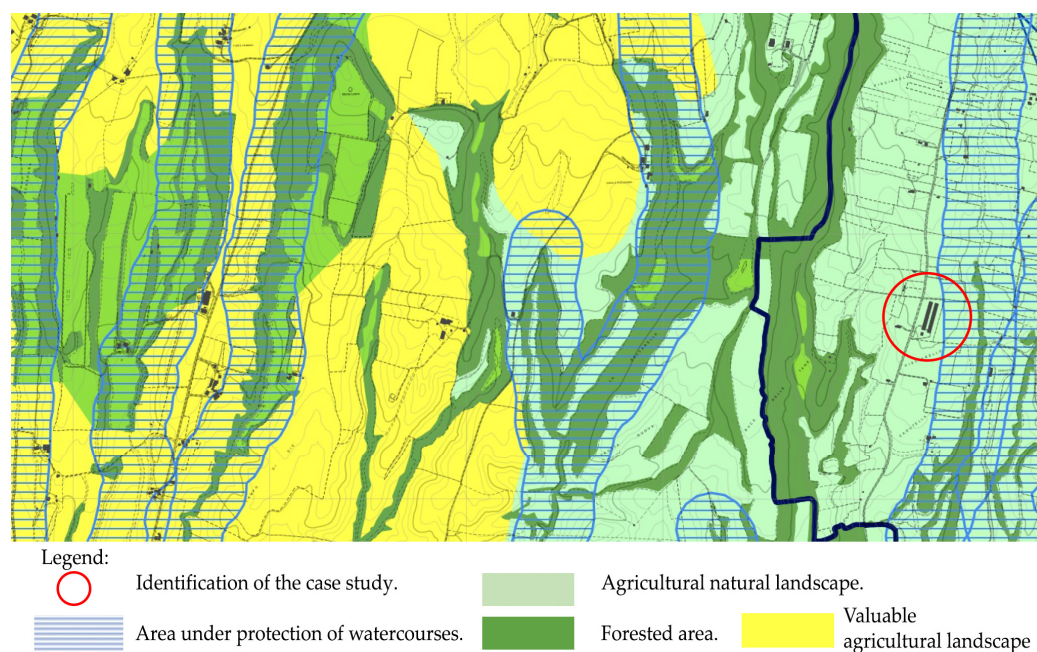 Legend:
Identification of the case study.
Agricultural natural landscape.
Area under protection of watercourses.
Forested area.
Valuable
agricultural landscape